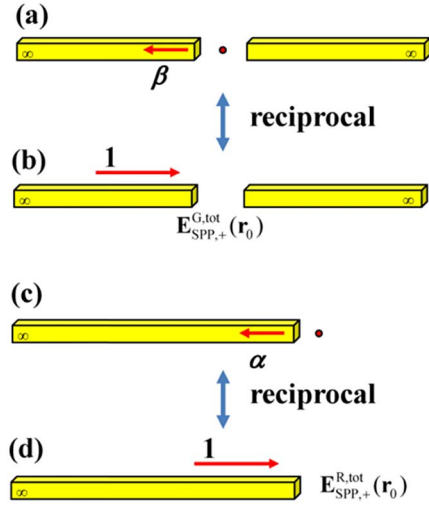 (a)
∞ ∞
β
reciprocal
(b)
1
∞ ∞
E^{G,tot}_{SPP,+}(r_0)
(c)
∞
α
reciprocal
(d)
1
∞ E^{R,tot}_{SPP,+}(r_0)